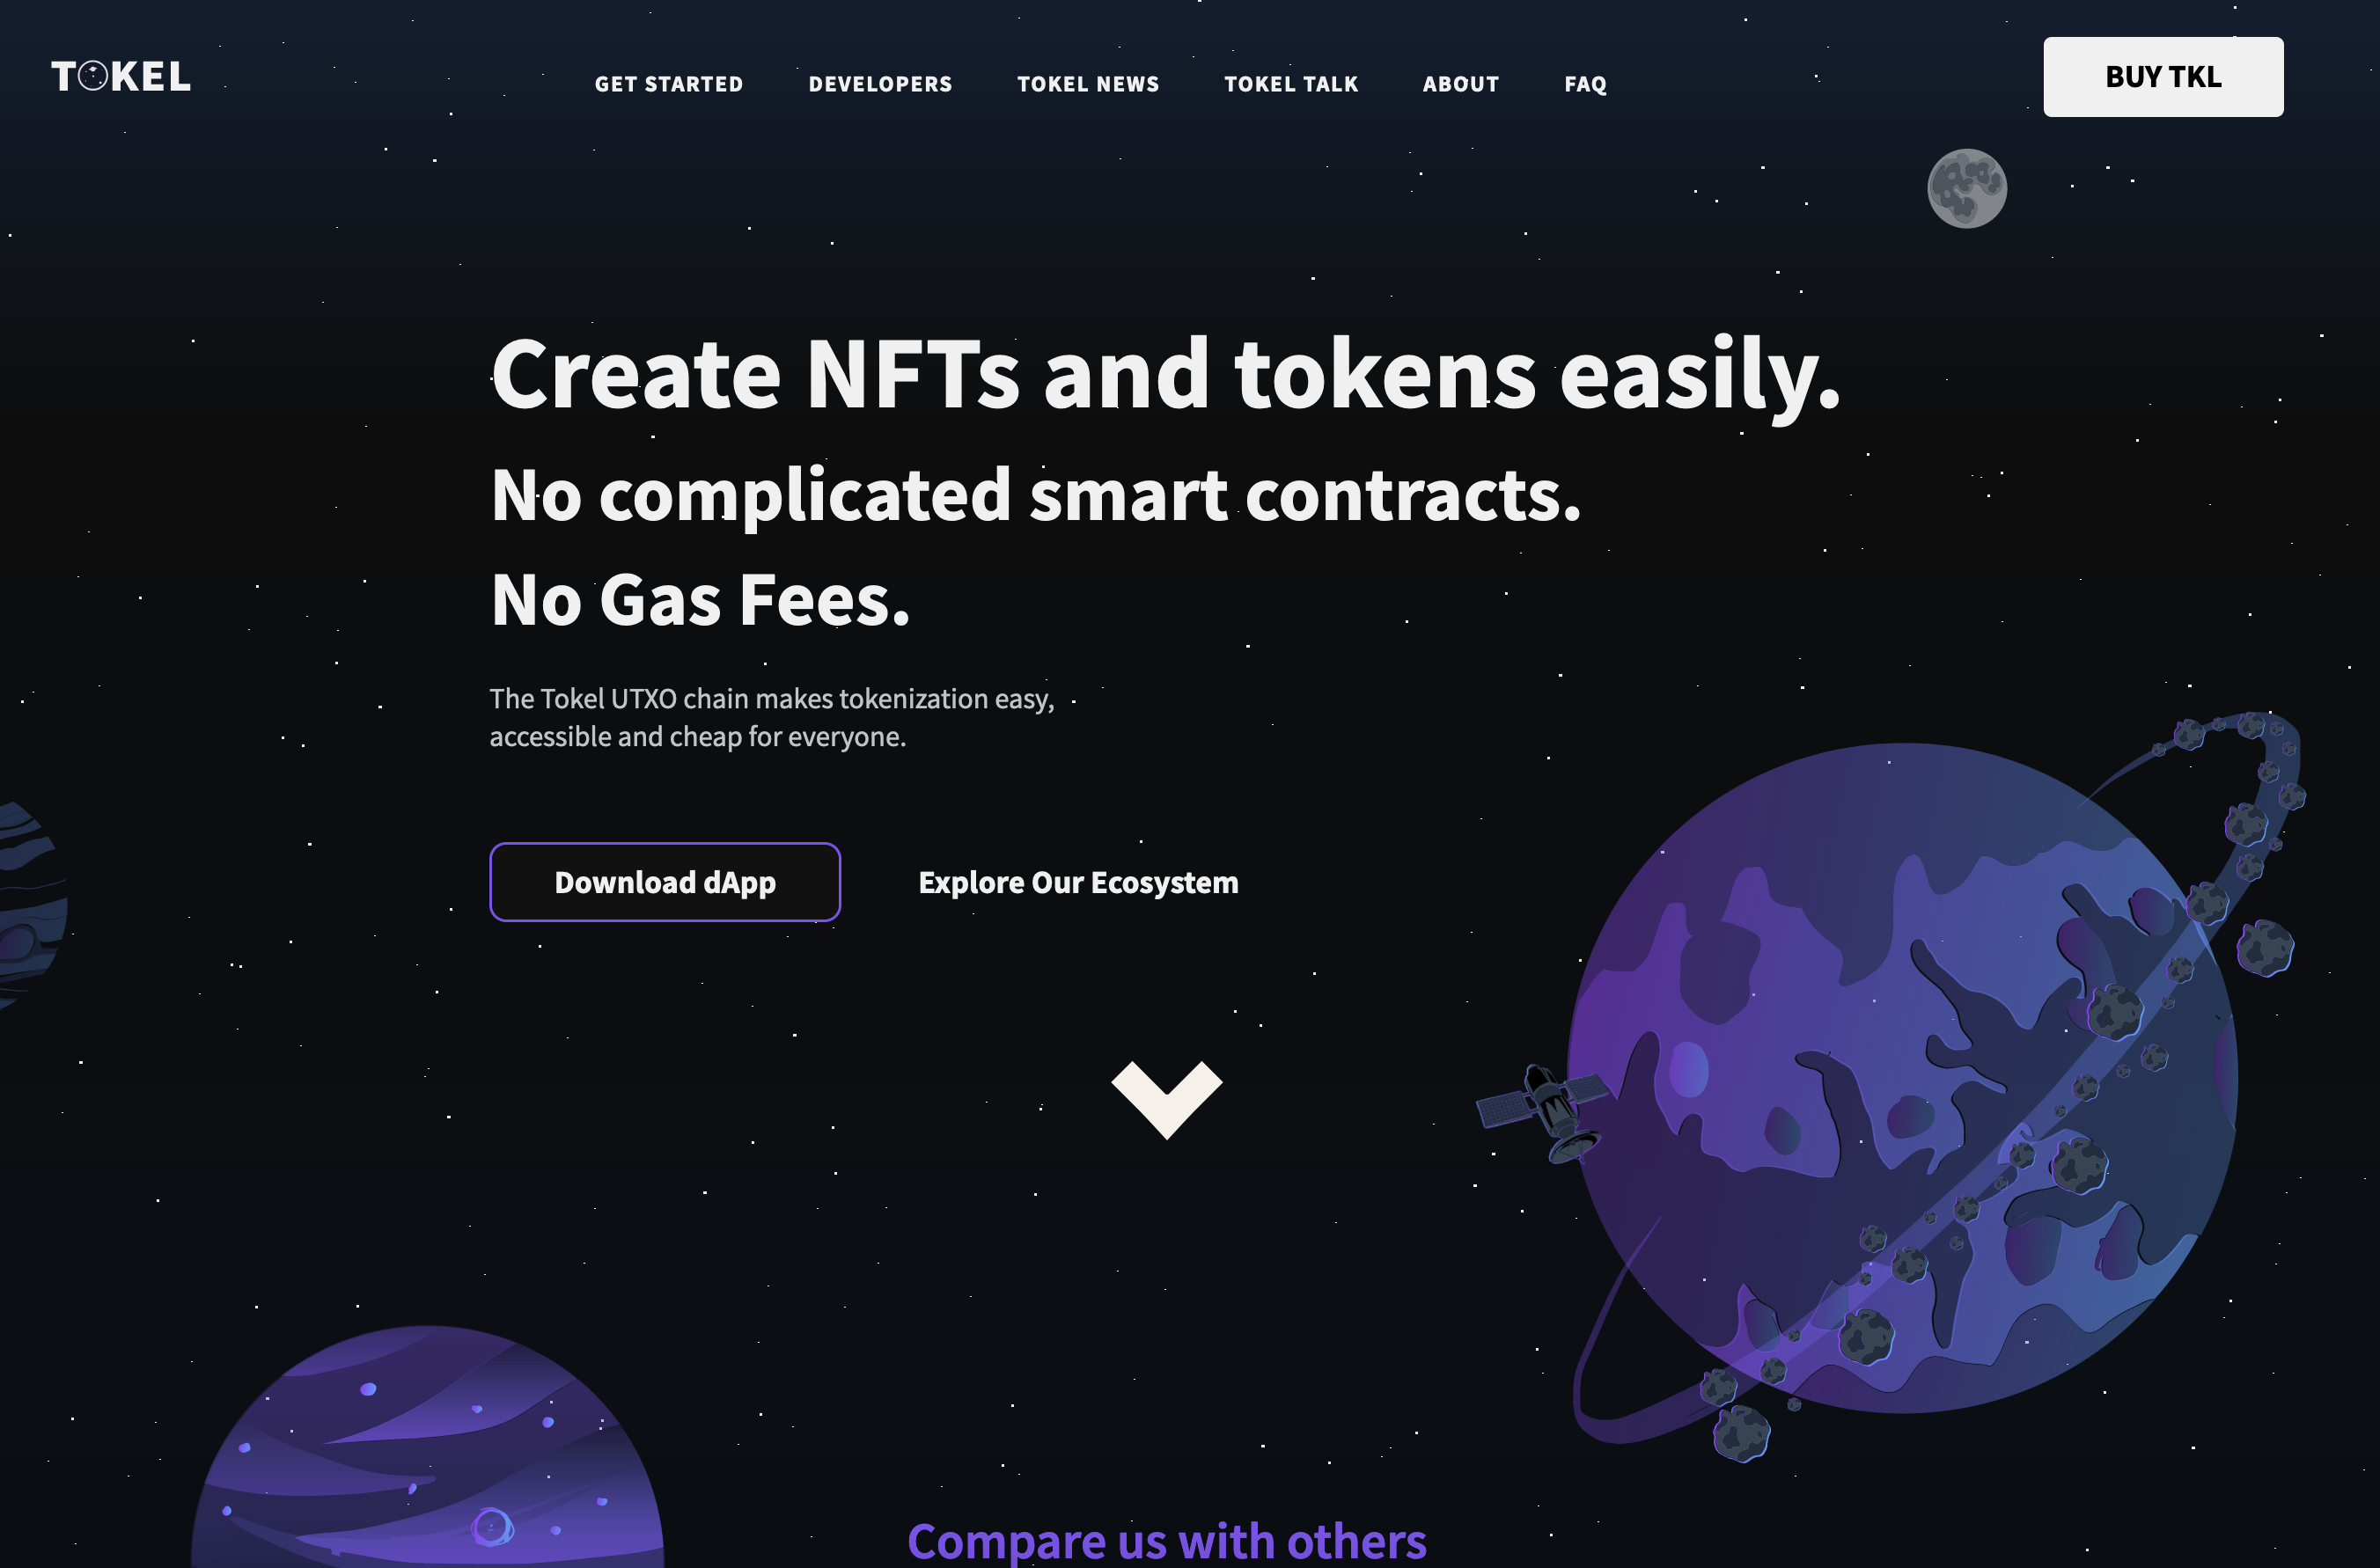 TOKEL
GET STARTED
DEVELOPERS
TOKEL NEWS
TOKEL TALK
ABOUT
FAQ
BUY TKL
Create NFTs and tokens easily.
No complicated smart contracts.
No Gas Fees.
The Tokel UTXO chain makes tokenization easy,
accessible and cheap for everyone.
Download dApp
Explore Our Ecosystem
Compare us with others